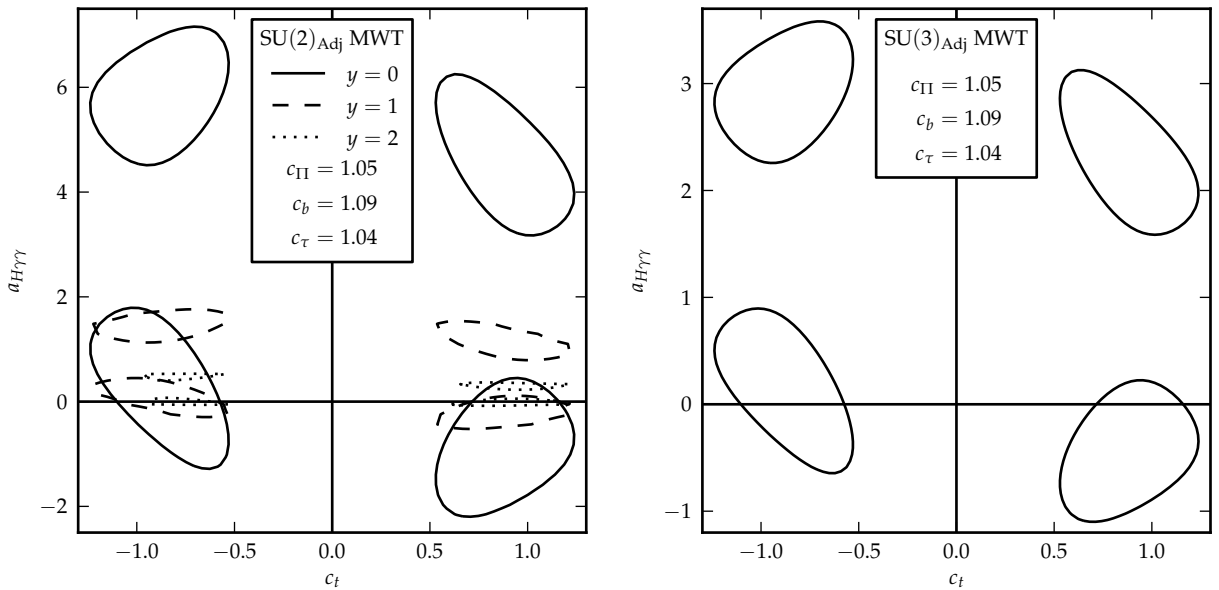 SU(2)Adj MWT
y = 0
y = 1
y = 2
cΠ = 1.05
cb = 1.09
cτ = 1.04
6
4
2
0
−2
aHγγ
−1.0 −0.5 0.0 0.5 1.0
ct
SU(3)Adj MWT
cΠ = 1.05
cb = 1.09
cτ = 1.04
3
2
1
0
−1
aHγγ
−1.0 −0.5 0.0 0.5 1.0
ct